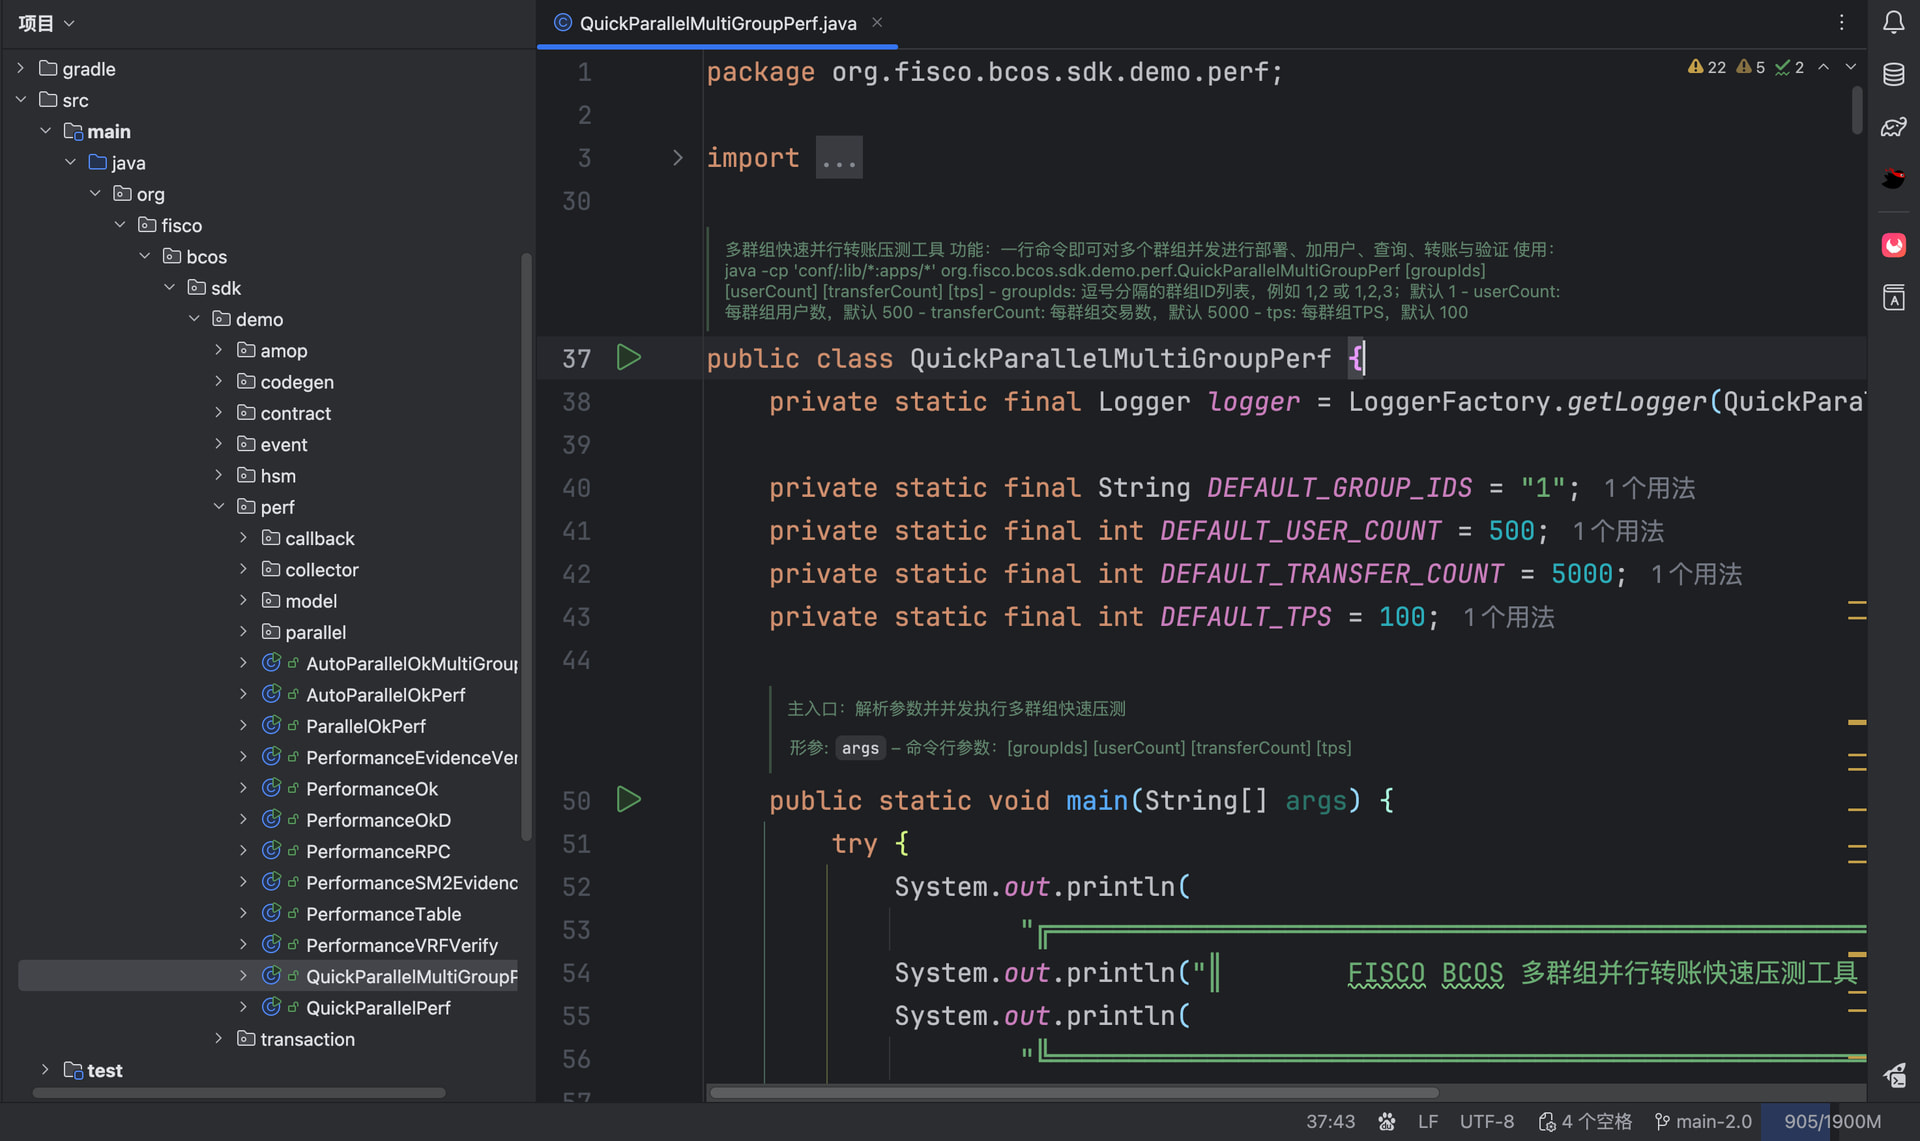 项目
gradle
src
main
java
org
fisco
bcos
sdk
demo
amop
codegen
contract
event
hsm
perf
callback
collector
model
parallel
AutoParallelOkMultiGroup
AutoParallelOkPerf
ParallelOkPerf
PerformanceEvidenceVer
PerformanceOk
PerformanceOkD
PerformanceRPC
PerformanceSM2Evidenc
PerformanceTable
PerformanceVRFVerify
QuickParallelMultiGroupP
QuickParallelPerf
transaction
test
QuickParallelMultiGroupPerf.java
22 5 2
1 package org.fisco.bcos.sdk.demo.perf;
2
3 import ...
30
多群组快速并行转账压测工具 功能：一行命令即可对多个群组并发进行部署、加用户、查询、转账与验证 使用：
java -cp 'conf/:lib/*:apps/*' org.fisco.bcos.sdk.demo.perf.QuickParallelMultiGroupPerf [groupIds]
[userCount] [transferCount] [tps] - groupIds: 逗号分隔的群组ID列表，例如 1,2 或 1,2,3；默认 1 - userCount:
每群组用户数，默认 500 - transferCount: 每群组交易数，默认 5000 - tps: 每群组TPS，默认 100
37 public class QuickParallelMultiGroupPerf {
38 private static final Logger logger = LoggerFactory.getLogger(QuickParal
39
40 private static final String DEFAULT_GROUP_IDS = "1"; 1个用法
41 private static final int DEFAULT_USER_COUNT = 500; 1个用法
42 private static final int DEFAULT_TRANSFER_COUNT = 5000; 1个用法
43 private static final int DEFAULT_TPS = 100; 1个用法
44
主入口：解析参数并并发执行多群组快速压测
形参: args – 命令行参数：[groupIds] [userCount] [transferCount] [tps]
50 public static void main(String[] args) {
51 try {
52 System.out.println(
53 "╔══════════════════════════
54 System.out.println("║ FISCO BCOS 多群组并行转账快速压测工具
55 System.out.println(
56 "╚══════════════════════════
57
37:43 LF UTF-8 4 个空格 main-2.0 905/1900M